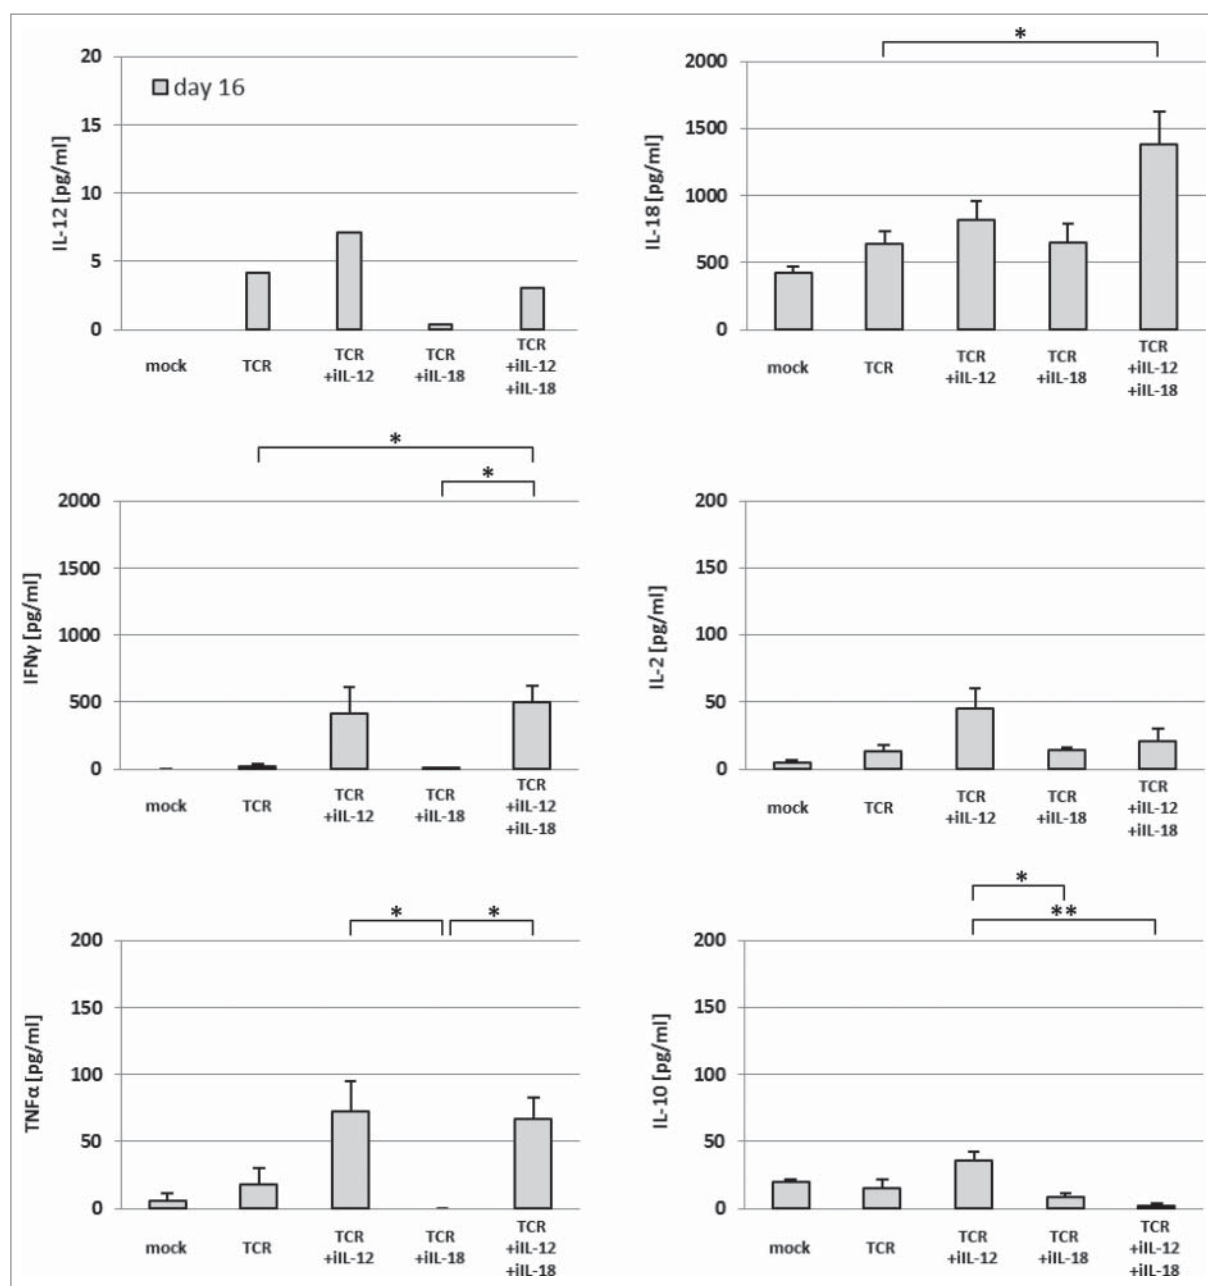 20
15
10
5
0
IL-12 [pg/ml]
day 16
mock
TCR
TCR
+iIL-12
TCR
+iIL-18
TCR
+iIL-12
+iIL-18
*
2000
1500
1000
500
0
IL-18 [pg/ml]
mock
TCR
TCR
+iIL-12
TCR
+iIL-18
TCR
+iIL-12
+iIL-18
*
*
2000
1500
1000
500
0
IFNγ [pg/ml]
mock
TCR
TCR
+iIL-12
TCR
+iIL-18
TCR
+iIL-12
+iIL-18
200
150
100
50
0
IL-2 [pg/ml]
mock
TCR
TCR
+iIL-12
TCR
+iIL-18
TCR
+iIL-12
+iIL-18
*
*
200
150
100
50
0
TNFα [pg/ml]
mock
TCR
TCR
+iIL-12
TCR
+iIL-18
TCR
+iIL-12
+iIL-18
*
**
200
150
100
50
0
IL-10 [pg/ml]
mock
TCR
TCR
+iIL-12
TCR
+iIL-18
TCR
+iIL-12
+iIL-18